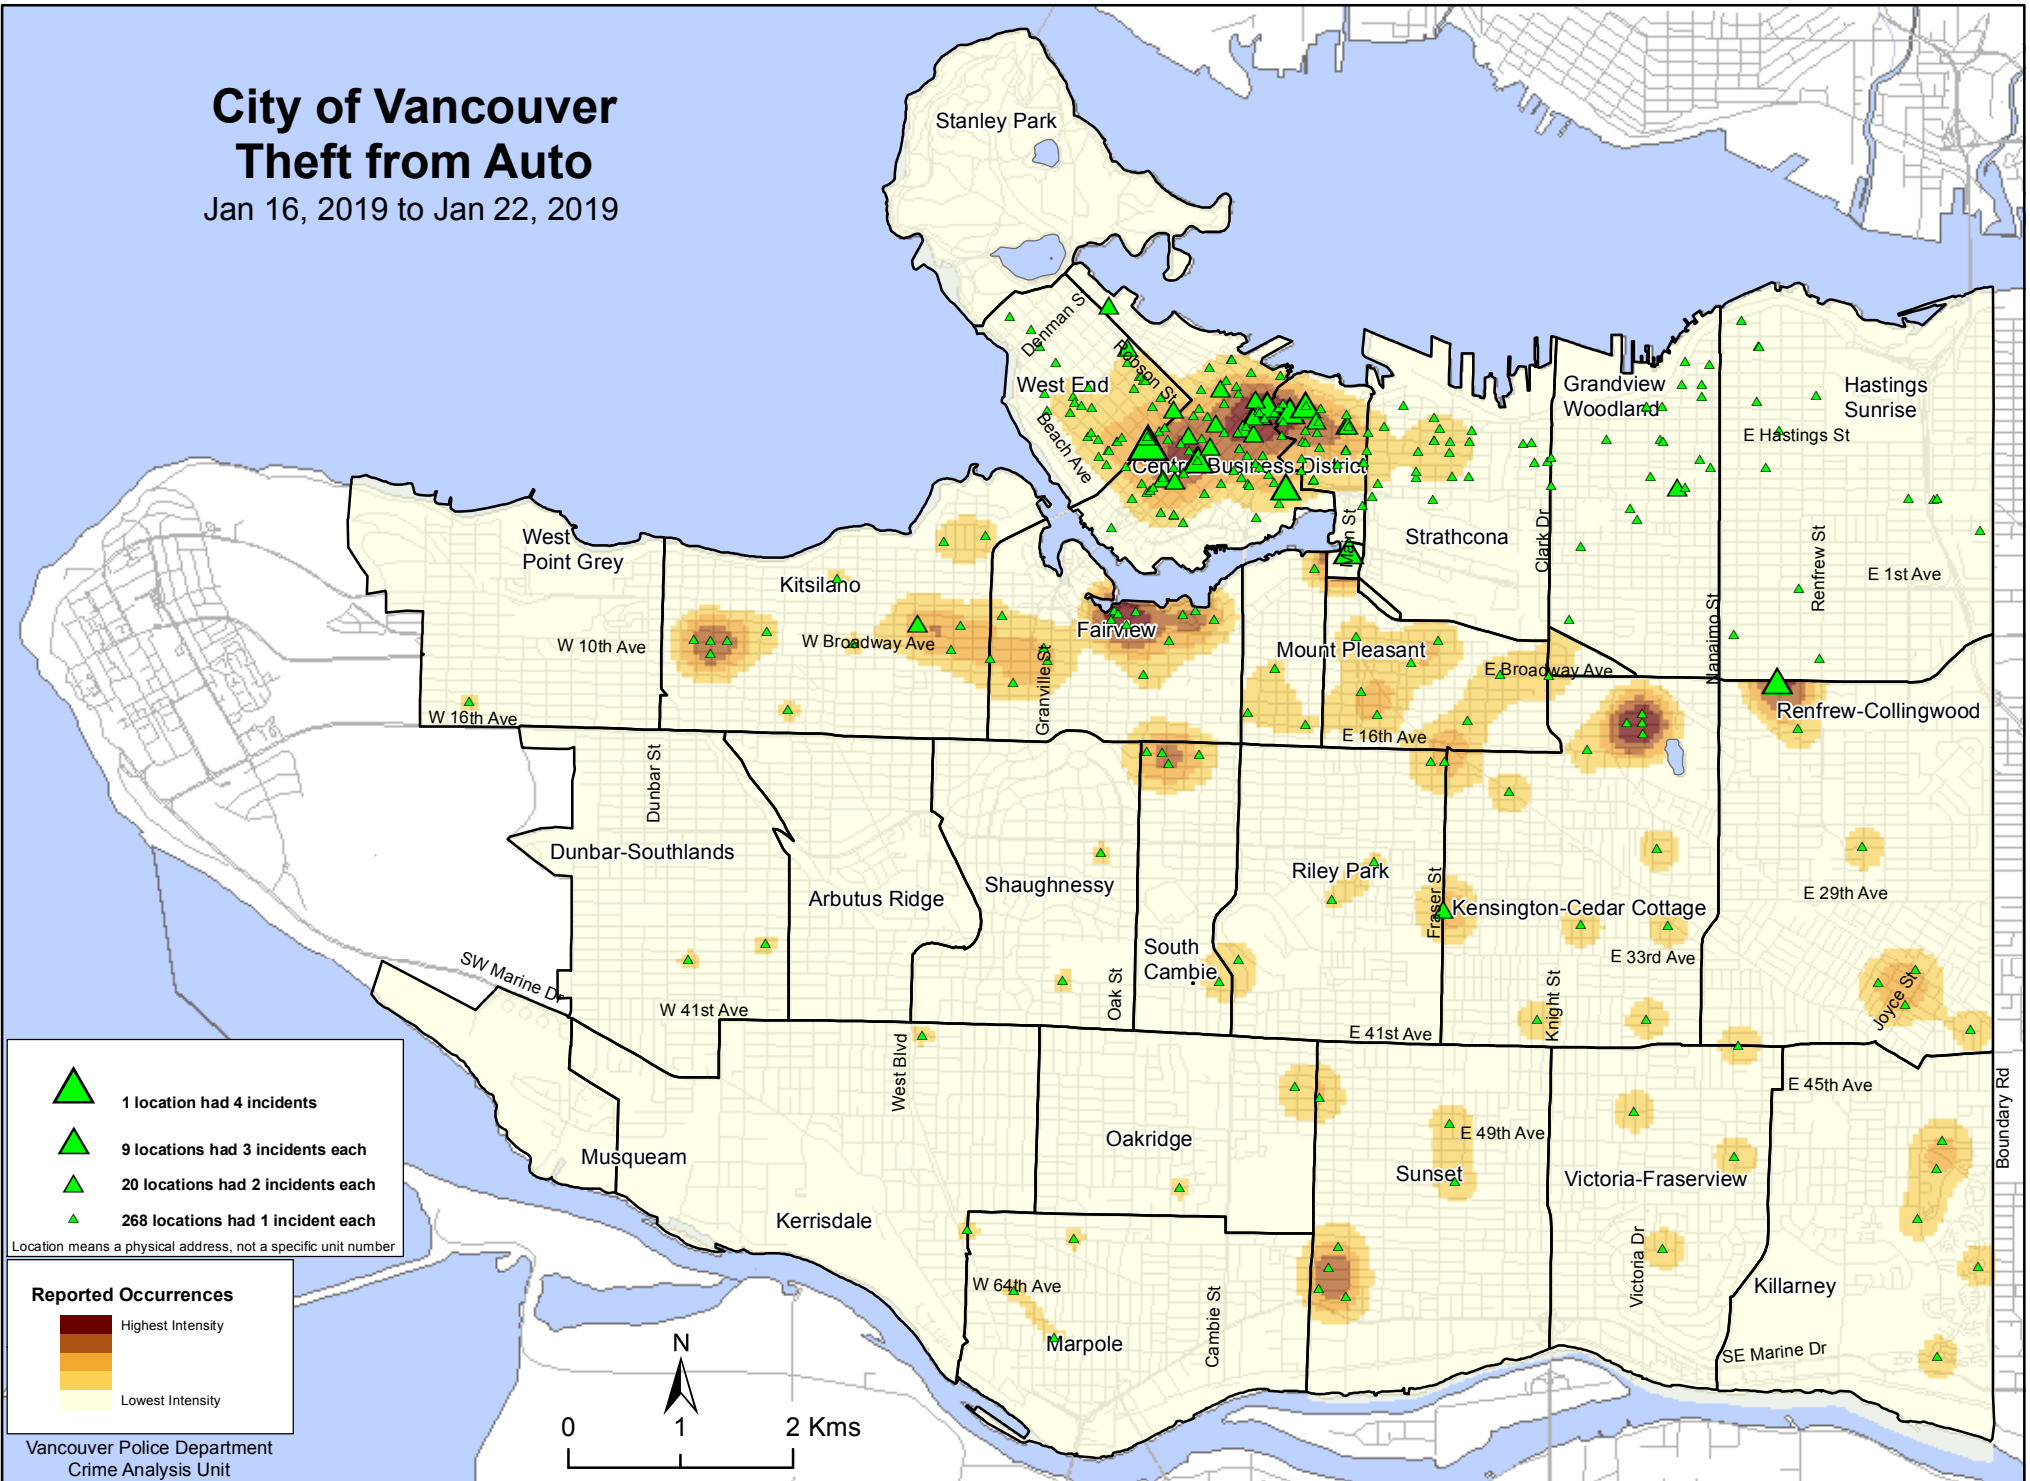 City of Vancouver
Theft from Auto
Jan 16, 2019 to Jan 22, 2019
Stanley Park
Denman S
Robson St
West End
Beach Ave
Central Business District
Main St
Strathcona
Clark Dr
Grandview
Woodland
Hastings
Sunrise
E Hastings St
Renfrew St
E 1st Ave
Nanaimo St
West
Point Grey
Kitsilano
W 10th Ave
W Broadway Ave
W 16th Ave
Fairview
Granville St
Mount Pleasant
E Broadway Ave
E 16th Ave
Renfrew-Collingwood
Dunbar St
Dunbar-Southlands
Arbutus Ridge
Shaughnessy
Riley Park
Fraser St
Kensington-Cedar Cottage
E 29th Ave
South
Cambie
Oak St
E 33rd Ave
Knight St
Joyce St
SW Marine Dr
W 41st Ave
E 41st Ave
West Blvd
E 45th Ave
Boundary Rd
Musqueam
Oakridge
E 49th Ave
Sunset
Victoria-Fraserview
Kerrisdale
Victoria Dr
Killarney
W 64th Ave
Cambie St
Marpole
SE Marine Dr
1 location had 4 incidents
9 locations had 3 incidents each
20 locations had 2 incidents each
268 locations had 1 incident each
Location means a physical address, not a specific unit number
Reported Occurrences
Highest Intensity
Lowest Intensity
Vancouver Police Department
Crime Analysis Unit
N
0 1 2 Kms